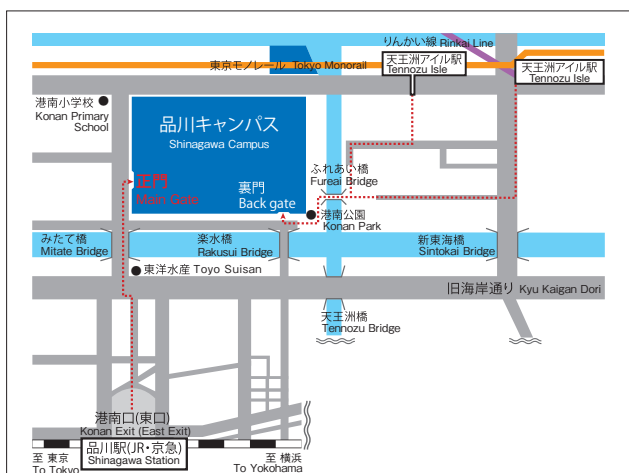 りんかい線 Rinkai Line
東京モノレール Tokyo Monorail
天王洲アイル駅
Tennozu Isle
天王洲アイル駅
Tennozu Isle
港南小学校
Konan Primary
School
品川キャンパス
Shinagawa Campus
正門
Main Gate
裏門
Back gate
ふれあい橋
Fureai Bridge
港南公園
Konan Park
みたて橋
Mitate Bridge
楽水橋
Rakusui Bridge
新東海橋
Sintokai Bridge
東洋水産 Toyo Suisan
旧海岸通り Kyu Kaigan Dori
天王洲橋
Tennozu Bridge
港南口(東口)
Konan Exit (East Exit)
至 東京
To Tokyo
品川駅(JR・京急)
Shinagawa Station
至 横浜
To Yokohama